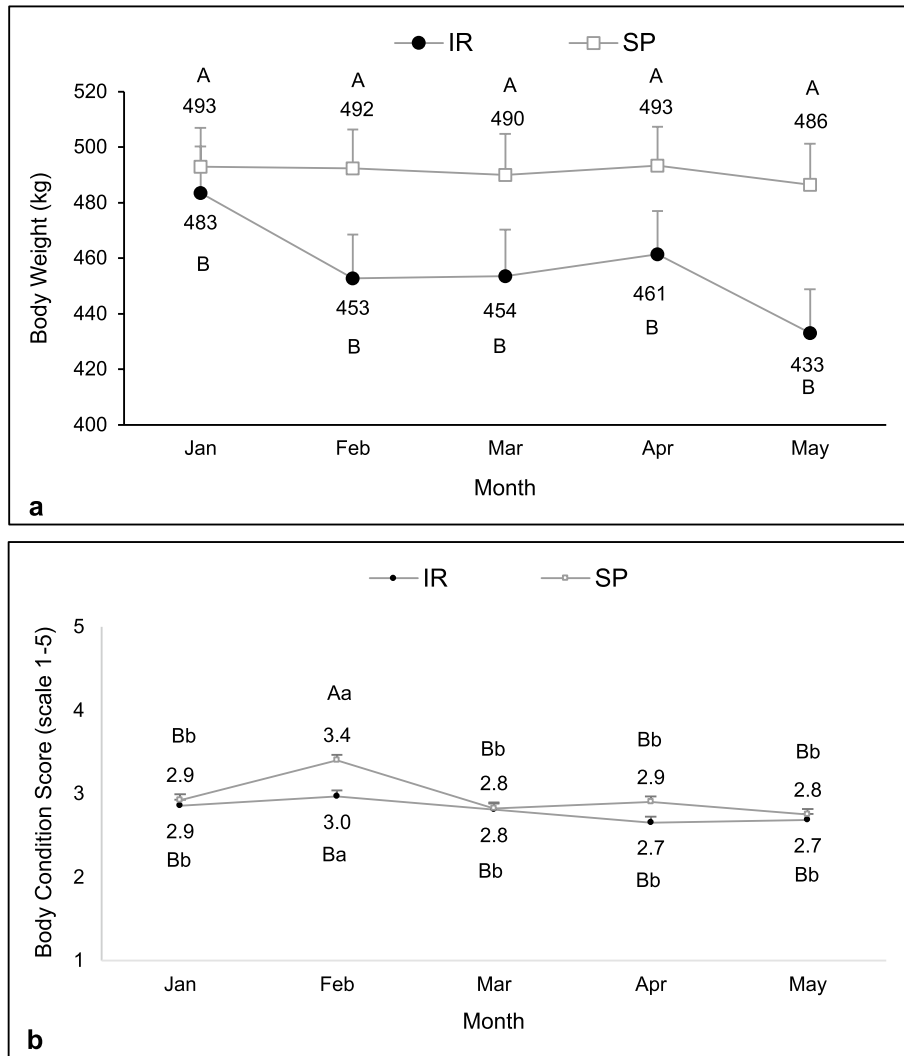 IR SP
A A A A A
493 492 490 493 486
520
500
480
460
440
420
400
Body Weight (kg)
483 453 454 461 433
B B B B B
Jan Feb Mar Apr May
Month
a
IR SP
5
4
3
2
1
Body Condition Score (scale 1-5)
Bb Aa Bb Bb Bb
2.9 3.4 2.8 2.9 2.8
2.9 3.0 2.8 2.7 2.7
Bb Ba Bb Bb Bb
Jan Feb Mar Apr May
Month
b